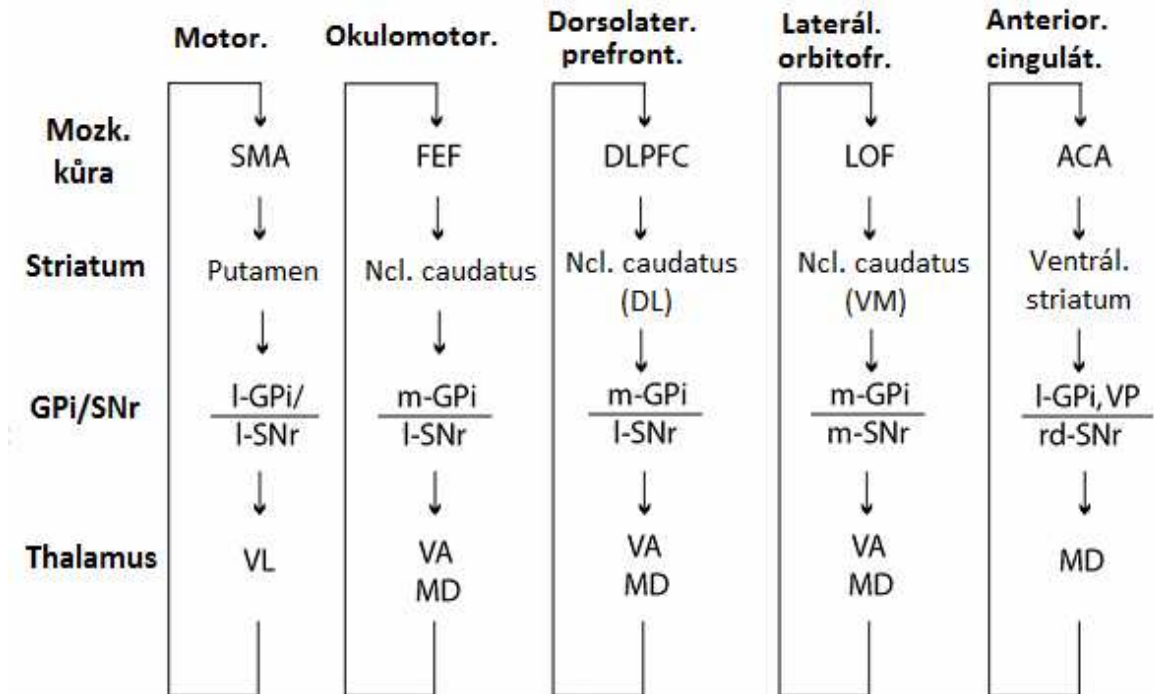 Motor.
Okulomotor.
Dorsolater.
prefront.
Laterál.
orbitofr.
Anterior.
cingulát.
Mozk.
kůra
SMA
FEF
DLPFC
LOF
ACA
Striatum
Putamen
Ncl. caudatus
Ncl. caudatus
(DL)
Ncl. caudatus
(VM)
Ventrál.
striatum
GPi/SNr
l-GPi/
l-SNr
m-GPi
l-SNr
m-GPi
l-SNr
m-GPi
m-SNr
l-GPi, VP
rd-SNr
Thalamus
VL
VA
MD
VA
MD
VA
MD
MD